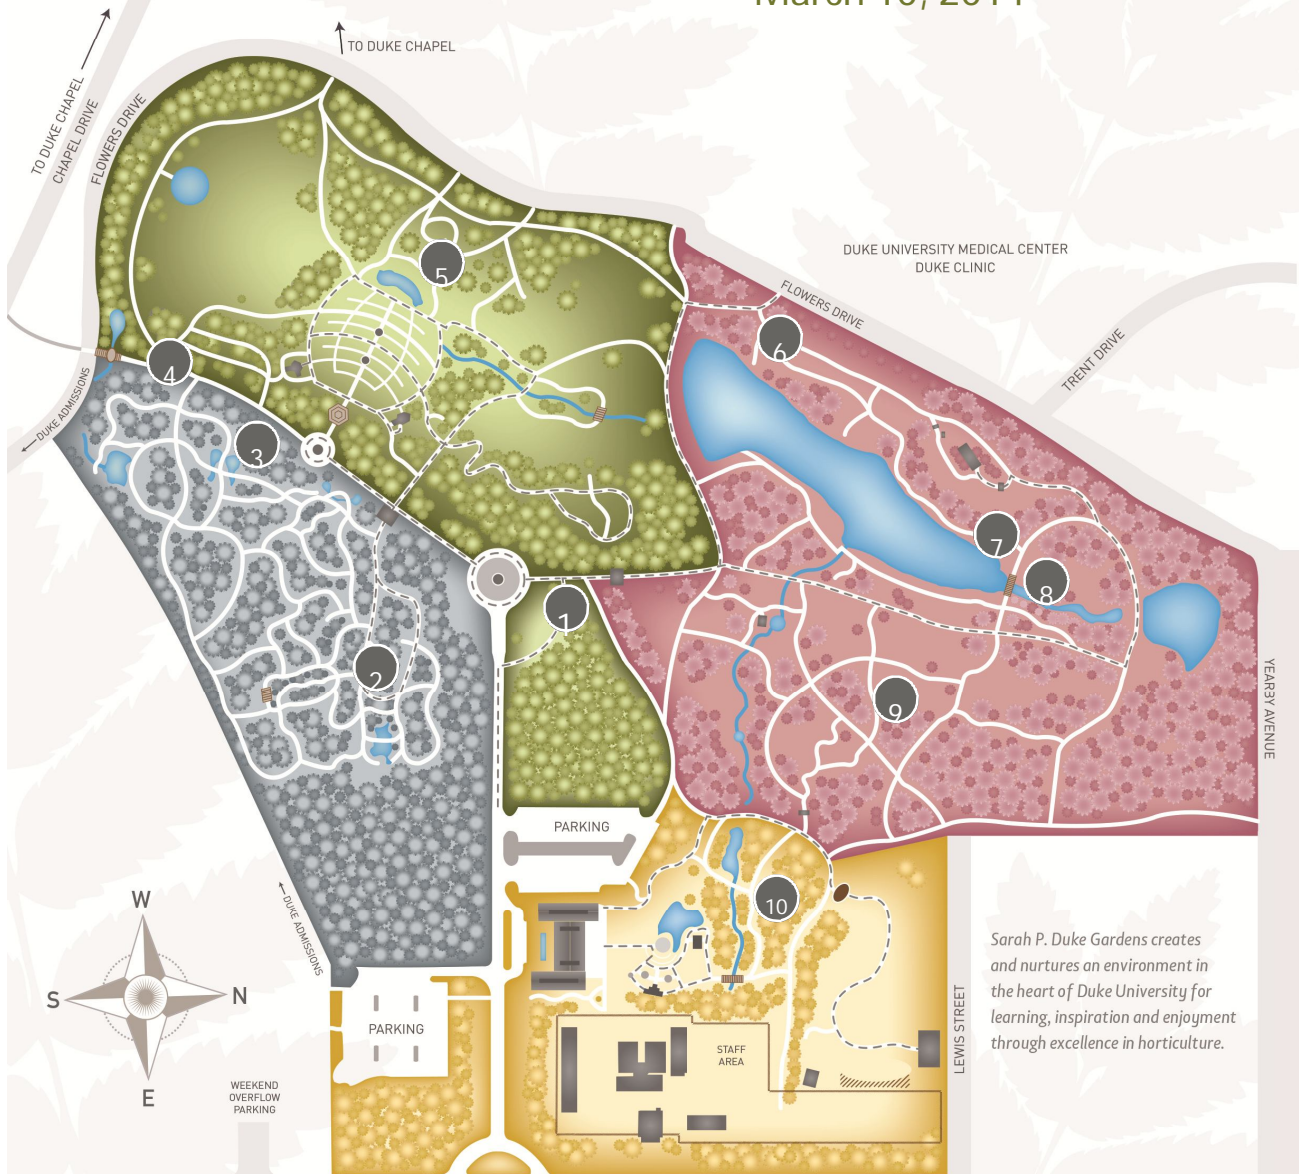 March 10, 2014
TO DUKE CHAPEL
TO DUKE CHAPEL
CHAPEL DRIVE
FLOWERS DRIVE
DUKE UNIVERSITY MEDICAL CENTER
DUKE CLINIC
FLOWERS DRIVE
TRENT DRIVE
5
6
4
DUKE ADMISSIONS
3
7
8
1
2
9
YEARBY AVENUE
PARKING
10
DUKE ADMISSIONS
W
S
N
E
Sarah P. Duke Gardens creates
and nurtures an environment in
the heart of Duke University for
learning, inspiration and enjoyment
through excellence in horticulture.
LEWIS STREET
PARKING
STAFF
AREA
WEEKEND
OVERFLOW
PARKING